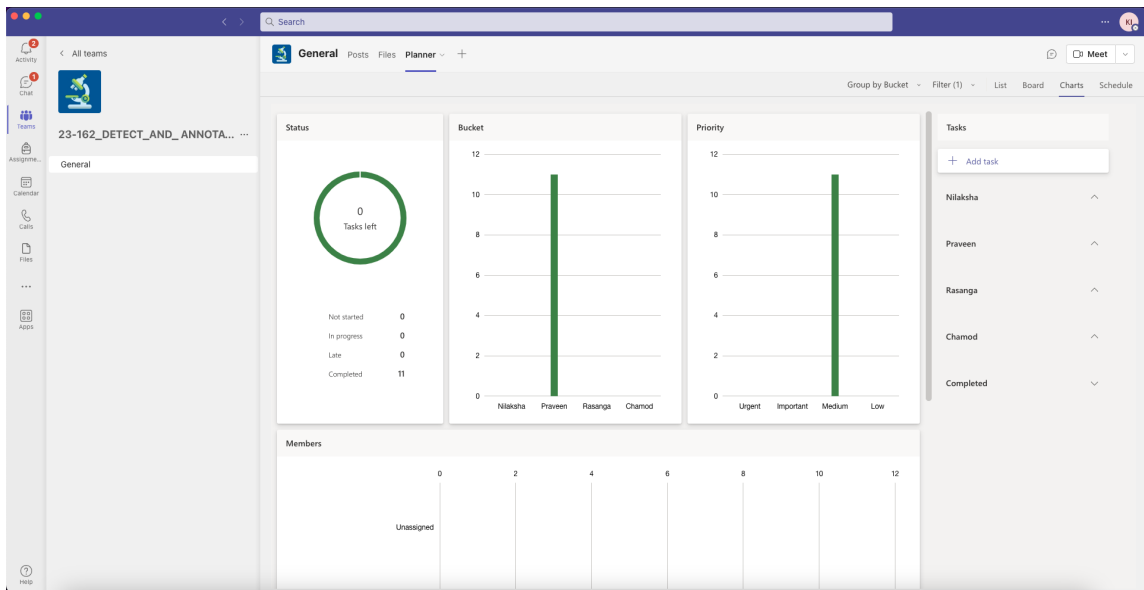 Search
KI
2
Activity
1
Chat
Teams
Assignme...
Calendar
Calls
Files
Apps
Help
All teams
23-162_DETECT_AND_ ANNOTA...
General
General Posts Files Planner
Meet
Group by Bucket Filter (1) List Board Charts Schedule
Status
0
Tasks left
Not started 0
In progress 0
Late 0
Completed 11
Bucket
12
10
8
6
4
2
0
Nilaksha Praveen Rasanga Chamod
Priority
12
10
8
6
4
2
0
Urgent Important Medium Low
Members
0 2 4 6 8 10 12
Unassigned
Tasks
+ Add task
Nilaksha
Praveen
Rasanga
Chamod
Completed